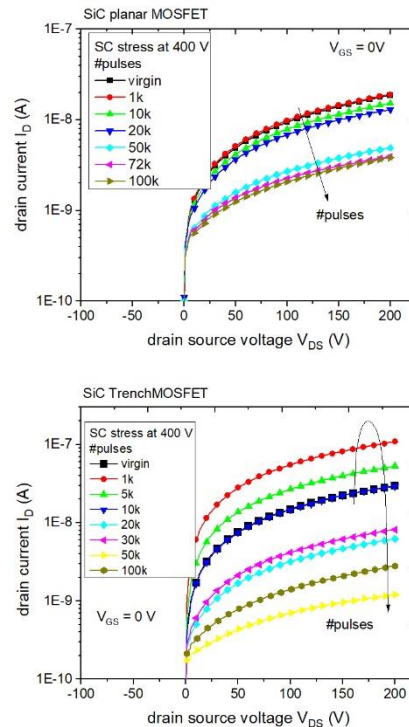 SiC planar MOSFET
1E-7
SC stress at 400 V
#pulses
virgin
1k
10k
20k
50k
72k
100k
V_GS = 0V
1E-8
1E-9
1E-10
#pulses
drain current I_D (A)
-100 -50 0 50 100 150 200
drain source voltage V_DS (V)
SiC TrenchMOSFET
SC stress at 400 V
#pulses
virgin
1k
5k
10k
20k
30k
50k
100k
1E-7
1E-8
1E-9
1E-10
V_GS = 0 V
#pulses
drain current I_D (A)
-100 -50 0 50 100 150 200
drain source voltage V_DS (V)